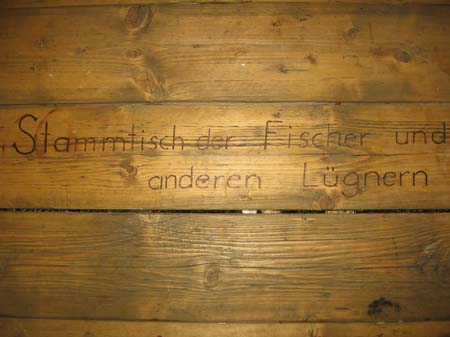 Stammtisch der Fischer und
anderen Lügnern